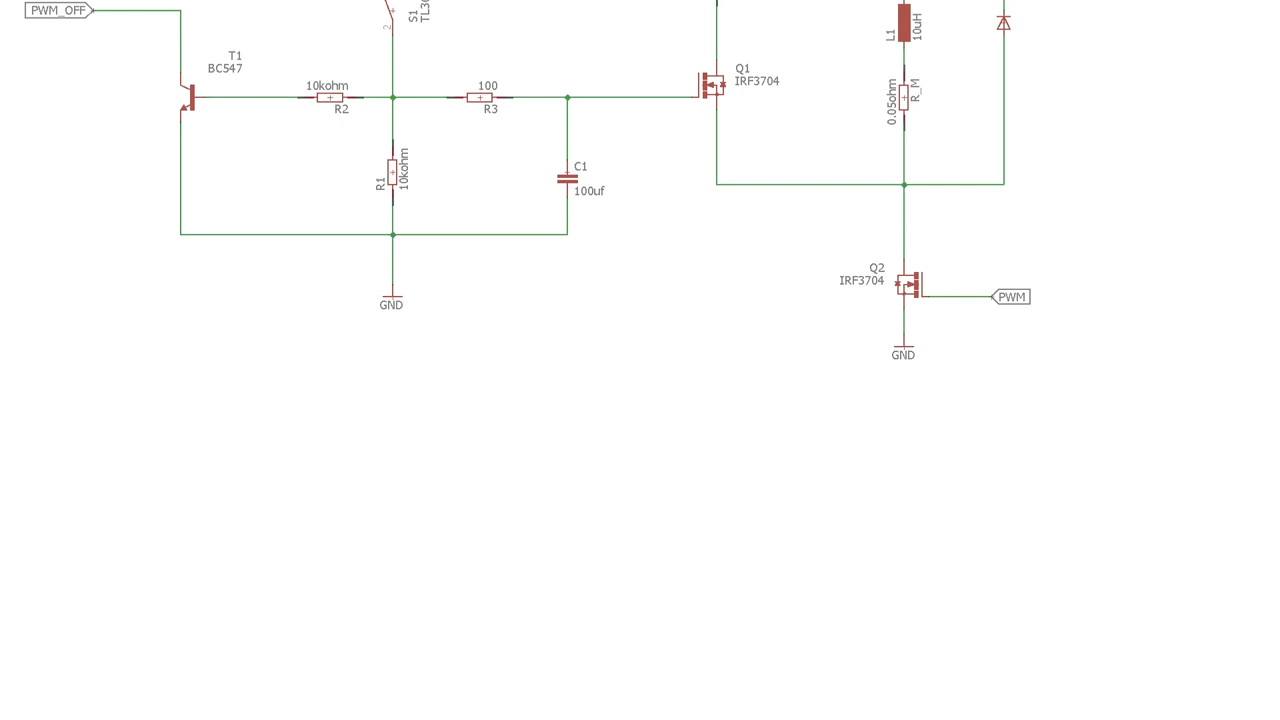 PWM_OFF
S1
2
L1
10uH
T1
BC547
10kohm
R2
100
R3
Q1
IRF3704
0.05ohm
R_M
R1
10kohm
C1
100uf
Q2
IRF3704
PWM
GND
GND